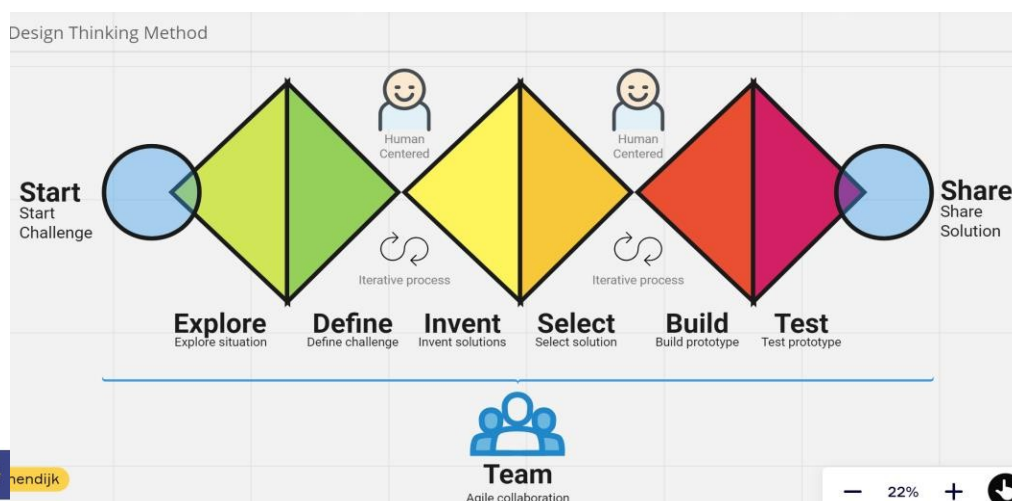 Design Thinking Method
Human
Centered
Human
Centered
Start
Start
Challenge
Share
Share
Solution
Iterative process
Iterative process
Explore
Explore situation
Define
Define challenge
Invent
Invent solutions
Select
Select solution
Build
Build prototype
Test
Test prototype
Team
Agile collaboration
nendijk
22%